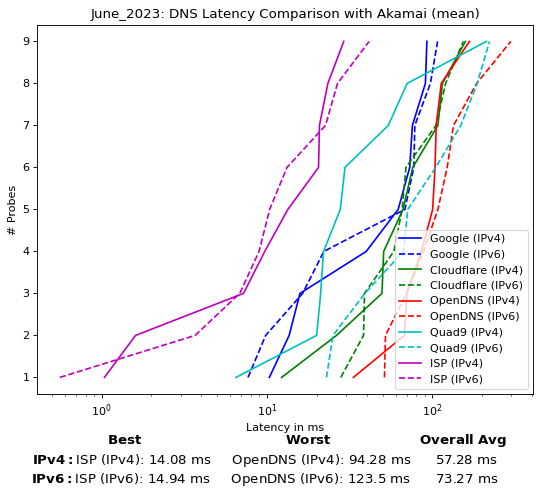 June_2023: DNS Latency Comparison with Akamai (mean)
# Probes
9
8
7
6
5
4
3
2
1
Google (IPv4)
Google (IPv6)
Cloudflare (IPv4)
Cloudflare (IPv6)
OpenDNS (IPv4)
OpenDNS (IPv6)
Quad9 (IPv4)
Quad9 (IPv6)
ISP (IPv4)
ISP (IPv6)
10⁰ 10¹ 10²
Latency in ms
Best Worst Overall Avg
IPv4: ISP (IPv4): 14.08 ms OpenDNS (IPv4): 94.28 ms 57.28 ms
IPv6: ISP (IPv6): 14.94 ms OpenDNS (IPv6): 123.5 ms 73.27 ms